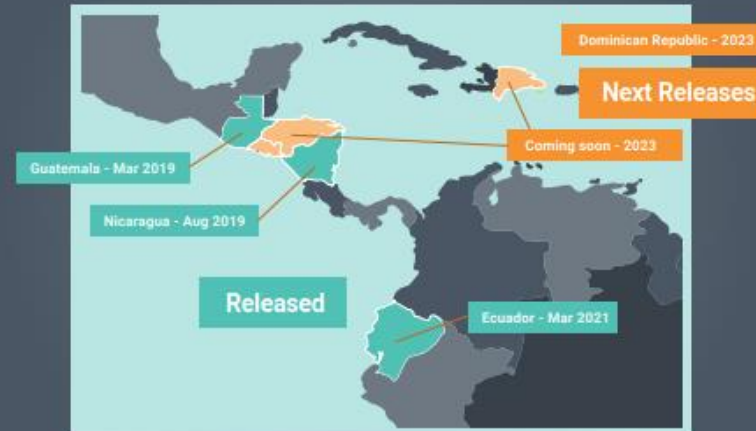 Dominican Republic - 2023
Next Releases
Coming soon - 2023
Guatemala - Mar 2019
Nicaragua - Aug 2019
Released
Ecuador - Mar 2021